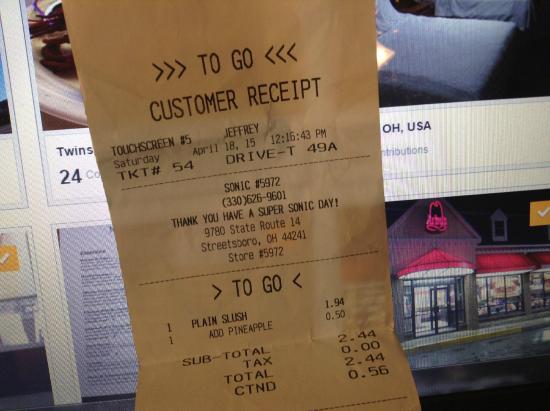 >>> TO GO <<<
CUSTOMER RECEIPT
TOUCHSCREEN #5 JEFFREY
Saturday April 18, 15 12:16:43 PM
TKT# 54 DRIVE-T 49A
SONIC #5972
(330)626-9601
THANK YOU HAVE A SUPER SONIC DAY!
9780 State Route 14
Streetsboro, OH 44241
Store #5972
> TO GO <
1 PLAIN SLUSH 1.94
1 ADD PINEAPPLE 0.50
SUB-TOTAL 2.44
TAX 0.00
TOTAL 2.44
CTND 0.56
Twins
24 Co
OH, USA
ntributions